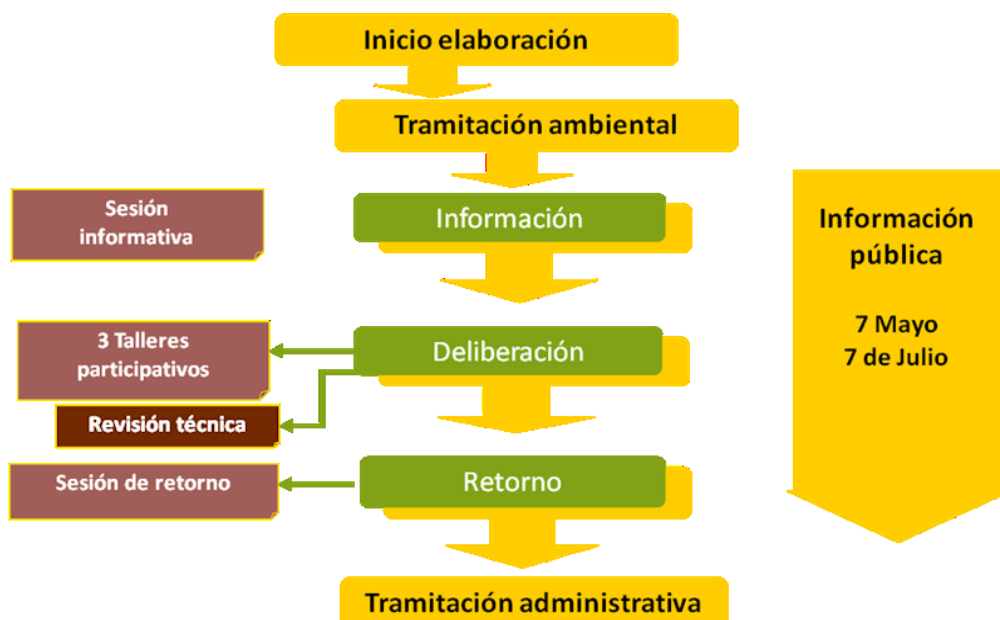 Inicio elaboración
Tramitación ambiental
Sesión
informativa
Información
Información
pública
7 Mayo
7 de Julio
3 Talleres
participativos
Deliberación
Revisión técnica
Sesión de retorno
Retorno
Tramitación administrativa